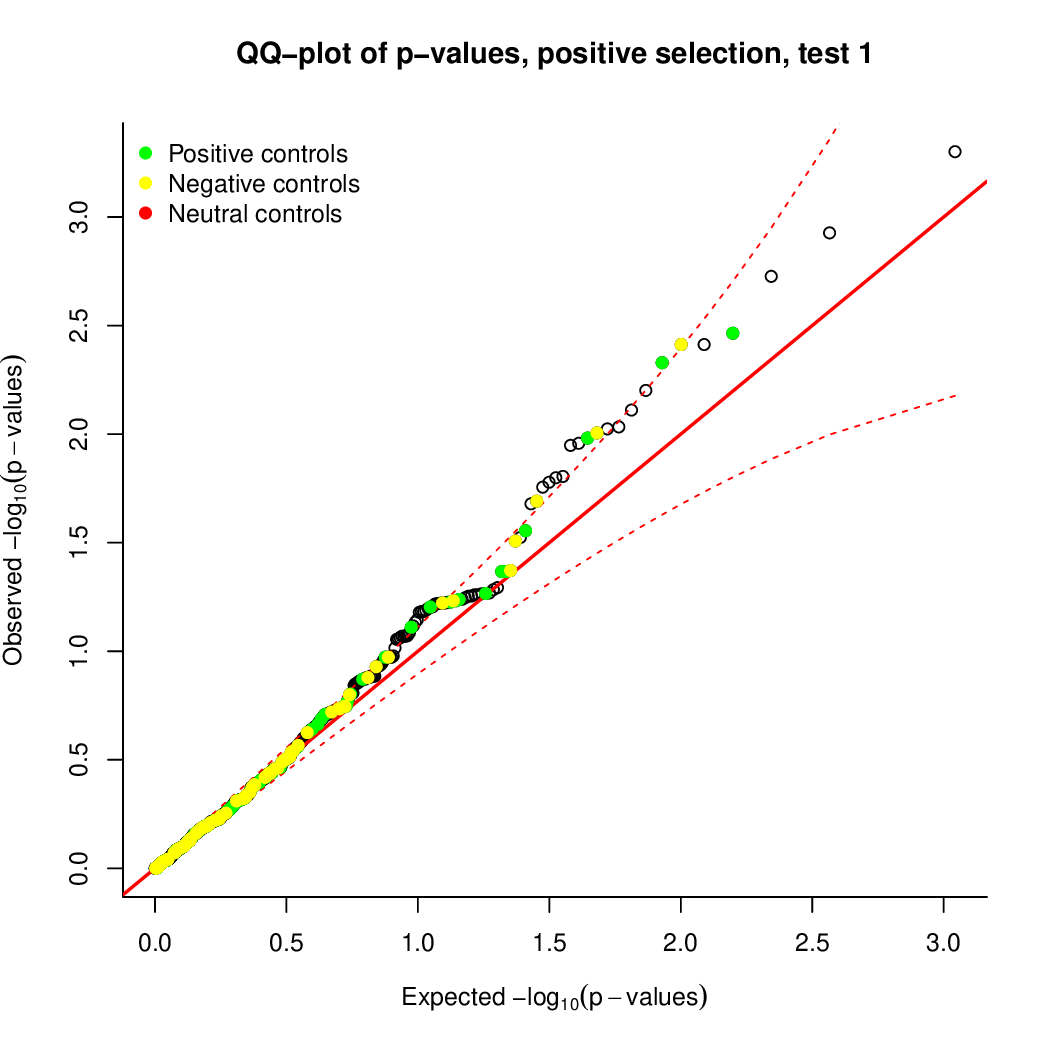 QQ−plot of p−values, positive selection, test 1
Positive controls
Negative controls
Neutral controls
Observed −log10(p − values)
3.0
2.5
2.0
1.5
1.0
0.5
0.0
0.0 0.5 1.0 1.5 2.0 2.5 3.0
Expected −log10(p − values)